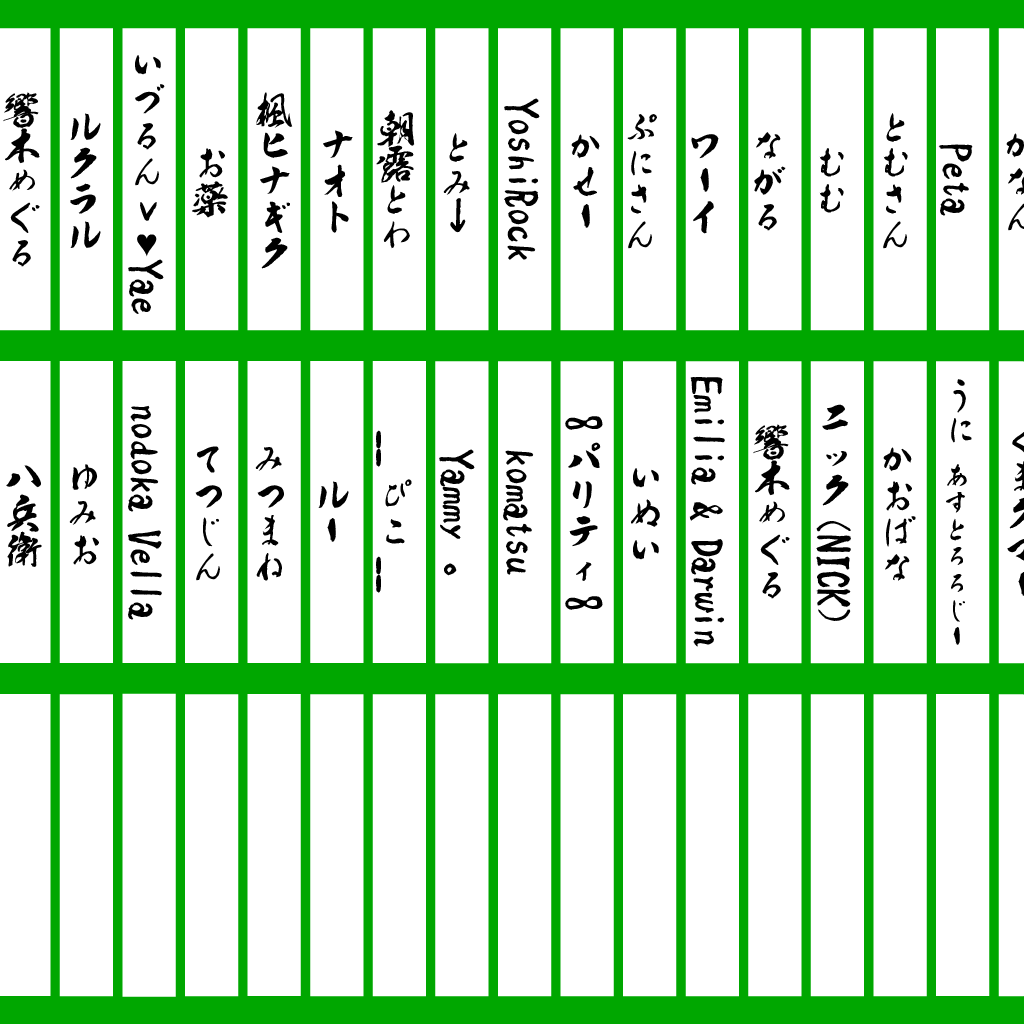 かなん
Peta
とむさん
むむ
ながる
ワーイ
ぷにさん
かせー
YoshiRock
とみ↓
朝露とわ
ナオト
楓ヒナギク
お薬
いづるんv♥Yae
ルクラル
響木めぐる
くまクマー
うに あすとろろじー
かおばな
ニック(NICK)
響木めぐる
Emilia & Darwin
いぬい
∞パリティ∞
komatsu
Yammy。
--ぴこ--
ルー
みつまね
てつじん
nodoka Vella
ゆみお
八兵衛